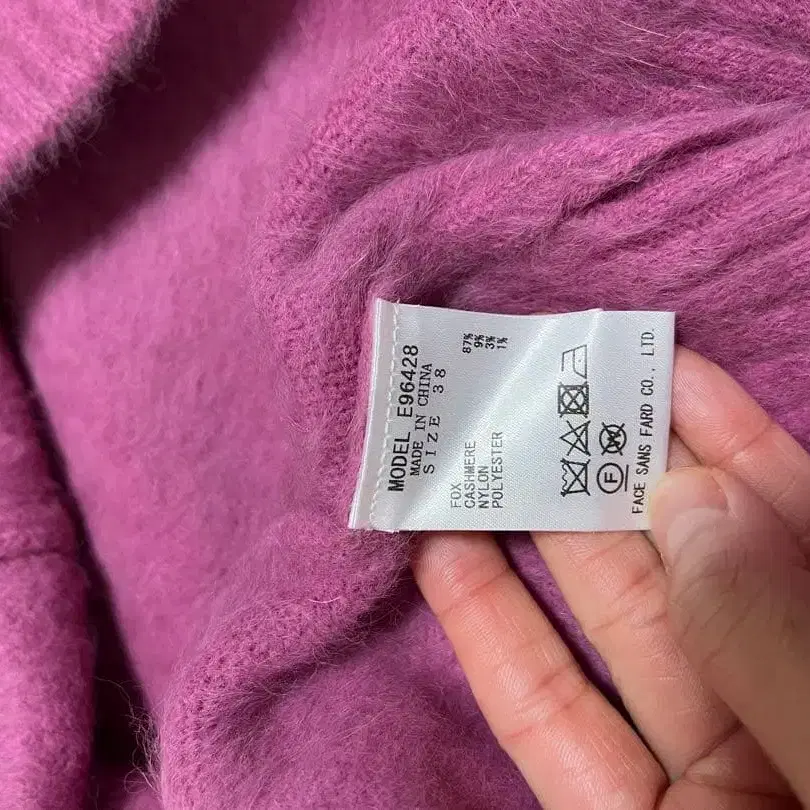 MODEL E96428
MADE IN CHINA
SIZE 38
FOX 87%
CASHMERE 9%
NYLON 3%
POLYESTER 1%
F W
FACE SANS FARD CO., LTD.